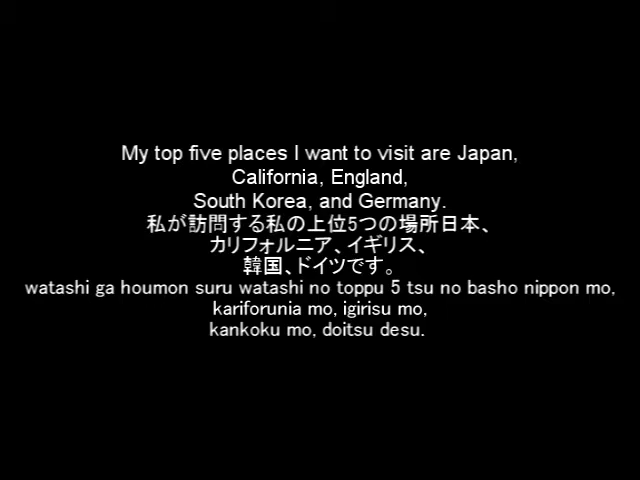 My top five places I want to visit are Japan,
California, England,
South Korea, and Germany.
私が訪問する私の上位5つの場所日本、
カリフォルニア、イギリス、
韓国、ドイツです。
watashi ga houmon suru watashi no toppu 5 tsu no basho nippon mo,
kariforunia mo, igirisu mo,
kankoku mo, doitsu desu.